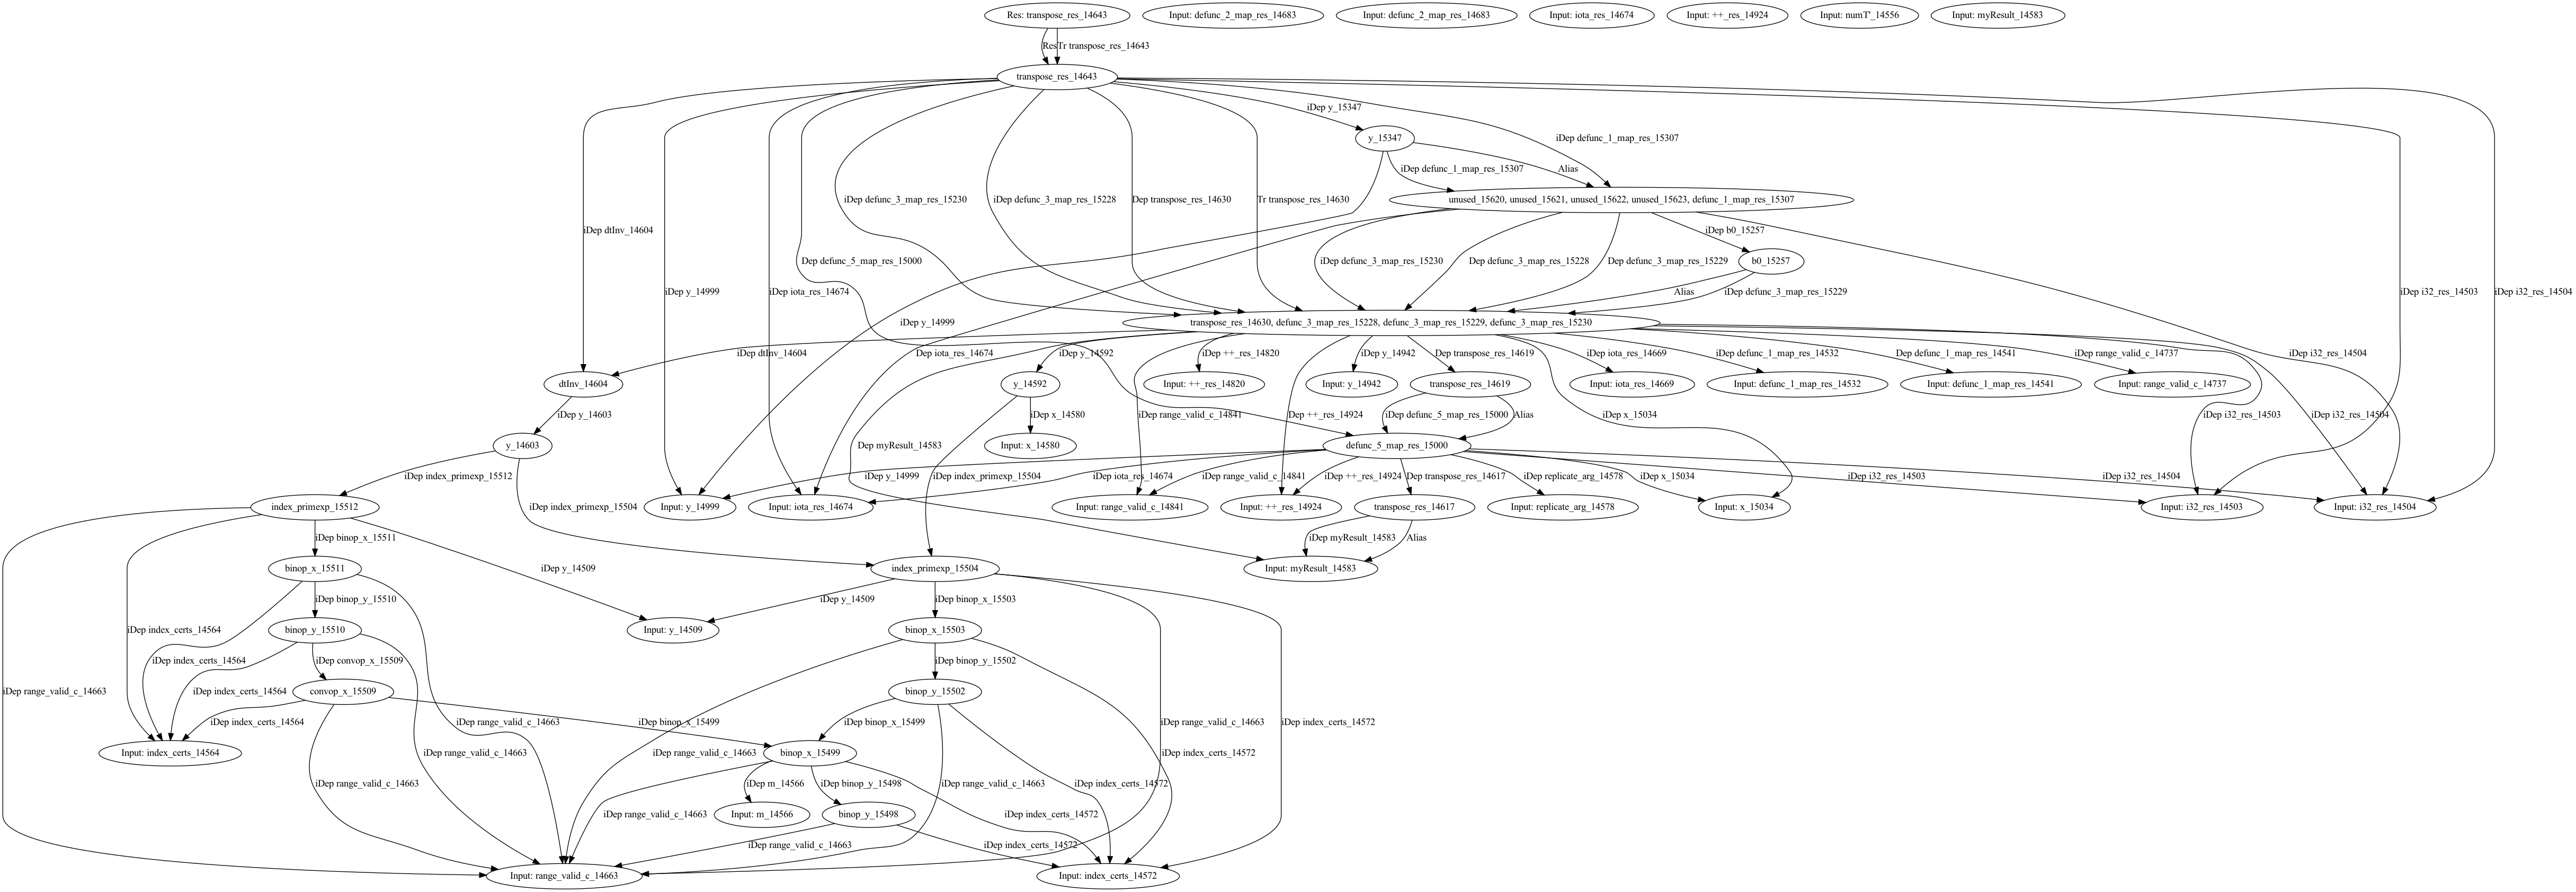 Res: transpose_res_14643
Input: defunc_2_map_res_14683
Input: defunc_2_map_res_14683
Input: iota_res_14674
Input: ++_res_14924
Input: numT'_14556
Input: myResult_14583
Res
Tr transpose_res_14643
transpose_res_14643
iDep y_15347
y_15347
iDep defunc_1_map_res_15307
iDep defunc_1_map_res_15307
Alias
iDep defunc_3_map_res_15230
iDep defunc_3_map_res_15228
Dep transpose_res_14630
Tr transpose_res_14630
unused_15620, unused_15621, unused_15622, unused_15623, defunc_1_map_res_15307
iDep dtInv_14604
iDep b0_15257
Dep defunc_5_map_res_15000
iDep defunc_3_map_res_15230
Dep defunc_3_map_res_15228
Dep defunc_3_map_res_15229
b0_15257
iDep y_14999
iDep iota_res_14674
Alias
iDep defunc_3_map_res_15229
iDep i32_res_14503
iDep i32_res_14504
iDep y_14999
transpose_res_14630, defunc_3_map_res_15228, defunc_3_map_res_15229, defunc_3_map_res_15230
iDep dtInv_14604
Dep iota_res_14674
iDep y_14592
iDep ++_res_14820
iDep y_14942
Dep transpose_res_14619
iDep iota_res_14669
iDep defunc_1_map_res_14532
Dep defunc_1_map_res_14541
iDep range_valid_c_14737
iDep i32_res_14504
dtInv_14604
y_14592
Input: ++_res_14820
Input: y_14942
transpose_res_14619
Input: iota_res_14669
Input: defunc_1_map_res_14532
Input: defunc_1_map_res_14541
Input: range_valid_c_14737
iDep y_14603
iDep x_14580
iDep range_valid_c_14841
Dep ++_res_14924
iDep defunc_5_map_res_15000
Alias
iDep x_15034
iDep i32_res_14503
iDep i32_res_14504
y_14603
Dep myResult_14583
Input: x_14580
defunc_5_map_res_15000
iDep index_primexp_15512
iDep y_14999
iDep index_primexp_15504
iDep iota_res_14674
iDep range_valid_c_14841
iDep ++_res_14924
Dep transpose_res_14617
iDep replicate_arg_14578
iDep x_15034
iDep i32_res_14503
iDep i32_res_14504
index_primexp_15512
iDep index_primexp_15504
Input: y_14999
Input: iota_res_14674
Input: range_valid_c_14841
Input: ++_res_14924
transpose_res_14617
Input: replicate_arg_14578
Input: x_15034
Input: i32_res_14503
Input: i32_res_14504
iDep binop_x_15511
iDep myResult_14583
Alias
binop_x_15511
iDep y_14509
index_primexp_15504
Input: myResult_14583
iDep binop_y_15510
iDep y_14509
iDep binop_x_15503
iDep index_certs_14564
binop_y_15510
Input: y_14509
binop_x_15503
iDep index_certs_14564
iDep convop_x_15509
iDep binop_y_15502
iDep range_valid_c_14663
iDep index_certs_14564
convop_x_15509
binop_y_15502
iDep index_certs_14564
iDep range_valid_c_14663
iDep binop_x_15499
iDep binop_x_15499
iDep range_valid_c_14663
iDep index_certs_14572
Input: index_certs_14564
iDep range_valid_c_14663
iDep range_valid_c_14663
binop_x_15499
iDep index_certs_14572
iDep range_valid_c_14663
iDep m_14566
iDep binop_y_15498
iDep range_valid_c_14663
iDep index_certs_14572
iDep range_valid_c_14663
Input: m_14566
binop_y_15498
iDep index_certs_14572
iDep range_valid_c_14663
iDep index_certs_14572
Input: range_valid_c_14663
Input: index_certs_14572